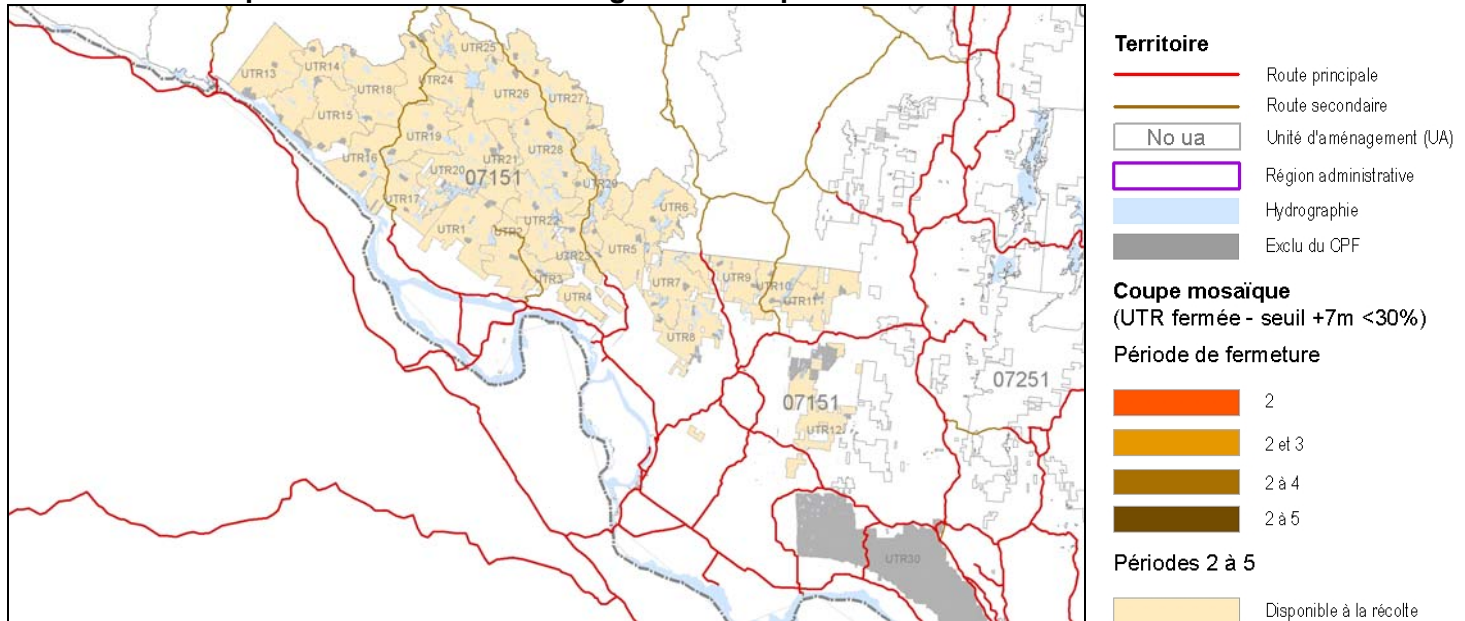 UTR25
UTR14
UTR13
UTR24
UTR18
UTR26
UTR27
UTR15
UTR19
UTR28
UTR16
UTR21
UTR20
07151
UTR29
UTR17
UTR6
UTR22
UTR1
UTR2
UTR5
UTR23
UTR3
UTR7
UTR9
UTR10
UTR4
UTR11
UTR8
07251
07151
UTR12
UTR30
Territoire
Route principale
Route secondaire
No ua Unité d'aménagement (UA)
Région administrative
Hydrographie
Exclu du CPF
Coupe mosaïque
(UTR fermée - seuil +7m <30%)
Période de fermeture
2
2 et 3
2 à 4
2 à 5
Périodes 2 à 5
Disponible à la récolte